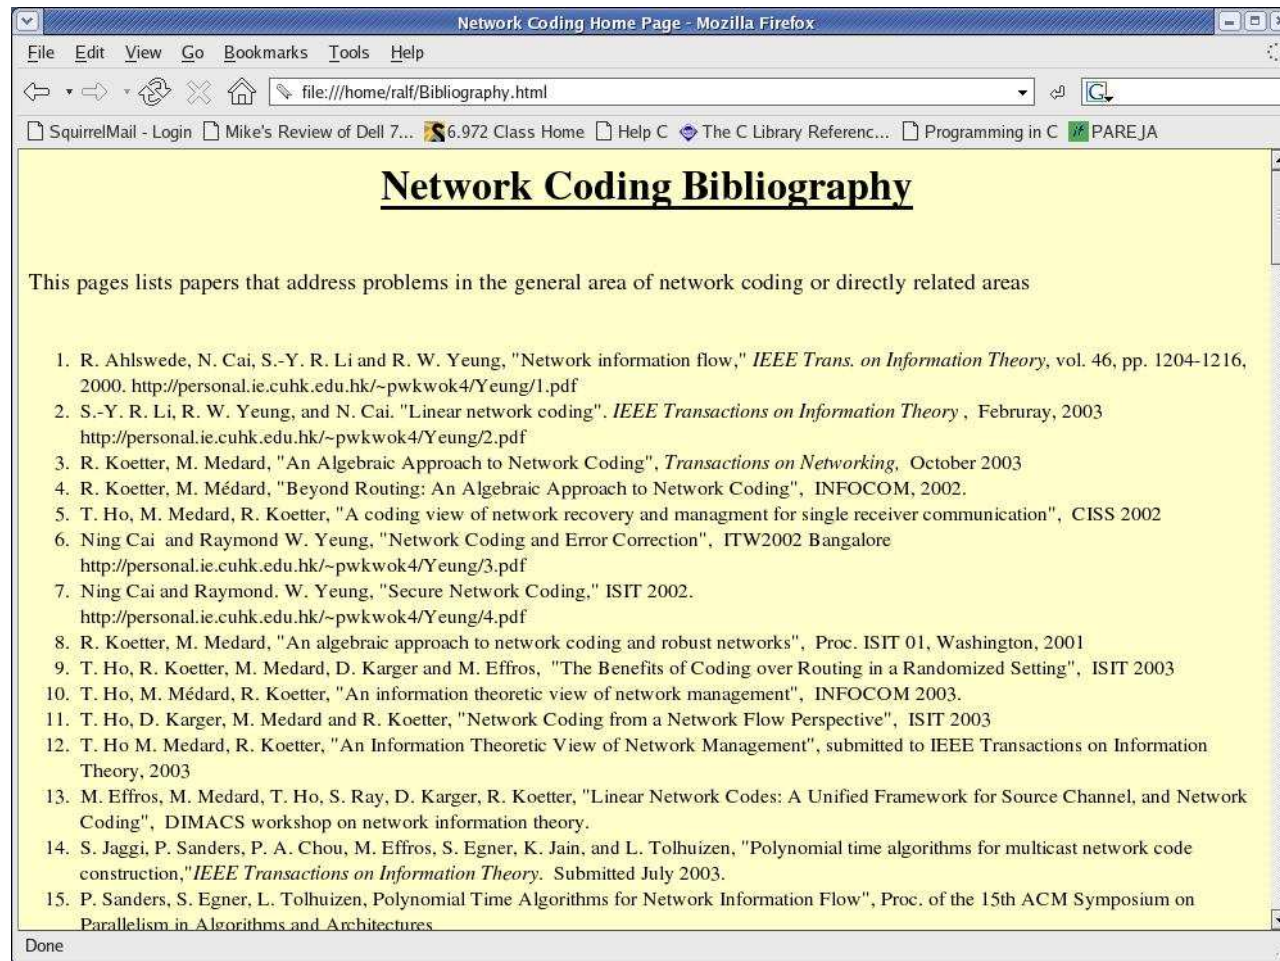 Network Coding Home Page - Mozilla Firefox
File Edit View Go Bookmarks Tools Help
file:///home/ralf/Bibliography.html
G
SquirrelMail - Login Mike's Review of Dell 7... 6.972 Class Home Help C The C Library Referenc... Programming in C if PAREJA
Network Coding Bibliography
This pages lists papers that address problems in the general area of network coding or directly related areas
1. R. Ahlswede, N. Cai, S.-Y. R. Li and R. W. Yeung, "Network information flow," IEEE Trans. on Information Theory, vol. 46, pp. 1204-1216,
2000. http://personal.ie.cuhk.edu.hk/~pwkwok4/Yeung/1.pdf
2. S.-Y. R. Li, R. W. Yeung, and N. Cai. "Linear network coding". IEEE Transactions on Information Theory , Februray, 2003
http://personal.ie.cuhk.edu.hk/~pwkwok4/Yeung/2.pdf
3. R. Koetter, M. Medard, "An Algebraic Approach to Network Coding", Transactions on Networking, October 2003
4. R. Koetter, M. Médard, "Beyond Routing: An Algebraic Approach to Network Coding", INFOCOM, 2002.
5. T. Ho, M. Medard, R. Koetter, "A coding view of network recovery and managment for single receiver communication", CISS 2002
6. Ning Cai and Raymond W. Yeung, "Network Coding and Error Correction", ITW2002 Bangalore
http://personal.ie.cuhk.edu.hk/~pwkwok4/Yeung/3.pdf
7. Ning Cai and Raymond. W. Yeung, "Secure Network Coding," ISIT 2002.
http://personal.ie.cuhk.edu.hk/~pwkwok4/Yeung/4.pdf
8. R. Koetter, M. Medard, "An algebraic approach to network coding and robust networks", Proc. ISIT 01, Washington, 2001
9. T. Ho, R. Koetter, M. Medard, D. Karger and M. Effros, "The Benefits of Coding over Routing in a Randomized Setting", ISIT 2003
10. T. Ho, M. Médard, R. Koetter, "An information theoretic view of network management", INFOCOM 2003.
11. T. Ho, D. Karger, M. Medard and R. Koetter, "Network Coding from a Network Flow Perspective", ISIT 2003
12. T. Ho M. Medard, R. Koetter, "An Information Theoretic View of Network Management", submitted to IEEE Transactions on Information
Theory, 2003
13. M. Effros, M. Medard, T. Ho, S. Ray, D. Karger, R. Koetter, "Linear Network Codes: A Unified Framework for Source Channel, and Network
Coding", DIMACS workshop on network information theory.
14. S. Jaggi, P. Sanders, P. A. Chou, M. Effros, S. Egner, K. Jain, and L. Tolhuizen, "Polynomial time algorithms for multicast network code
construction,"IEEE Transactions on Information Theory. Submitted July 2003.
15. P. Sanders, S. Egner, L. Tolhuizen, Polynomial Time Algorithms for Network Information Flow", Proc. of the 15th ACM Symposium on
Parallelism in Algorithms and Architectures
Done